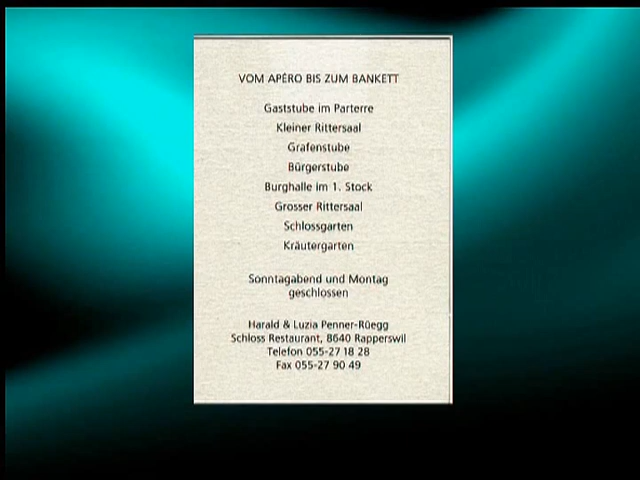 VOM APÉRO BIS ZUM BANKETT
Gaststube im Parterre
Kleiner Rittersaal
Grafenstube
Bürgerstube
Burghalle im 1. Stock
Grosser Rittersaal
Schlossgarten
Kräutergarten
Sonntagabend und Montag
geschlossen
Harald & Luzia Penner-Rüegg
Schloss Restaurant, 8640 Rapperswil
Telefon 055-27 18 28
Fax 055-27 90 49